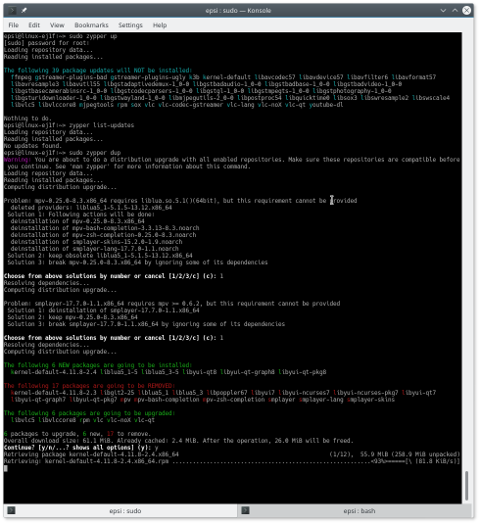 epsi : sudo — Konsole
File Edit View Bookmarks Settings Help
epsi@linux-ej1f:~> sudo zypper up
[sudo] password for root:
Loading repository data...
Reading installed packages...
The following 39 package updates will NOT be installed:
ffmpeg gstreamer-plugins-bad gstreamer-plugins-ugly k3b kernel-default libavcodec57 libavdevice57 libavfilter6 libavformat57
libavresample3 libavutil55 libgstadaptivedemux-1_0-0 libgstbadaudio-1_0-0 libgstbadbase-1_0-0 libgstbadvideo-1_0-0
libgstbasecamerabinsrc-1_0-0 libgstcodecparsers-1_0-0 libgstgl-1_0-0 libgstmpegts-1_0-0 libgstphotography-1_0-0
libgsturidownloader-1_0-0 libgstwayland-1_0-0 libmjpegutils-2_0-0 libpostproc54 libquicktime0 libsox3 libswresample2 libswscale4
libvlc5 libvlccore8 mjpegtools rpm sox vlc vlc-codec-gstreamer vlc-lang vlc-noX vlc-qt youtube-dl
Nothing to do.
epsi@linux-ej1f:~> zypper list-updates
Loading repository data...
Reading installed packages...
No updates found.
epsi@linux-ej1f:~> sudo zypper dup
Warning: You are about to do a distribution upgrade with all enabled repositories. Make sure these repositories are compatible before
you continue. See 'man zypper' for more information about this command.
Loading repository data...
Reading installed packages...
Computing distribution upgrade...
Problem: mpv-0.25.0-8.3.x86_64 requires liblua.so.5.1()(64bit), but this requirement cannot be provided
deleted providers: liblua5_1-5.1.5-13.12.x86_64
Solution 1: Following actions will be done:
deinstallation of mpv-0.25.0-8.3.x86_64
deinstallation of mpv-bash-completion-3.3.13-8.3.noarch
deinstallation of mpv-zsh-completion-0.25.0-8.3.noarch
deinstallation of smplayer-skins-15.2.0-1.9.noarch
deinstallation of smplayer-lang-17.7.0-1.1.noarch
Solution 2: keep obsolete liblua5_1-5.1.5-13.12.x86_64
Solution 3: break mpv-0.25.0-8.3.x86_64 by ignoring some of its dependencies
Choose from above solutions by number or cancel [1/2/3/c] (c): 1
Resolving dependencies...
Computing distribution upgrade...
Problem: smplayer-17.7.0-1.1.x86_64 requires mpv >= 0.6.2, but this requirement cannot be provided
Solution 1: deinstallation of smplayer-17.7.0-1.1.x86_64
Solution 2: keep mpv-0.25.0-8.3.x86_64
Solution 3: break smplayer-17.7.0-1.1.x86_64 by ignoring some of its dependencies
Choose from above solutions by number or cancel [1/2/3/c] (c): 1
Resolving dependencies...
Computing distribution upgrade...
The following 6 NEW packages are going to be installed:
kernel-default-4.11.8-2.4 liblua5_1-5 liblua5_3-5 libyui-qt8 libyui-qt-graph8 libyui-qt-pkg8
The following 17 packages are going to be REMOVED:
kernel-default-4.11.8-2.3 libgit2-25 liblua5_1 liblua5_3 libpoppler67 libyui7 libyui-ncurses7 libyui-ncurses-pkg7 libyui-qt7
libyui-qt-graph7 libyui-qt-pkg7 mpv mpv-bash-completion mpv-zsh-completion smplayer smplayer-lang smplayer-skins
The following 6 packages are going to be upgraded:
libvlc5 libvlccore8 rpm vlc vlc-noX vlc-qt
6 packages to upgrade, 6 new, 17 to remove.
Overall download size: 61.1 MiB. Already cached: 2.4 MiB. After the operation, 26.0 MiB will be freed.
Continue? [y/n/...? shows all options] (y): y
Retrieving package kernel-default-4.11.8-2.4.x86_64 (1/12), 55.9 MiB (258.9 MiB unpacked)
Retrieving: kernel-default-4.11.8-2.4.x86_64.rpm ...<93%>=====[\ (81.8 KiB/s)]
epsi : sudo
epsi : bash